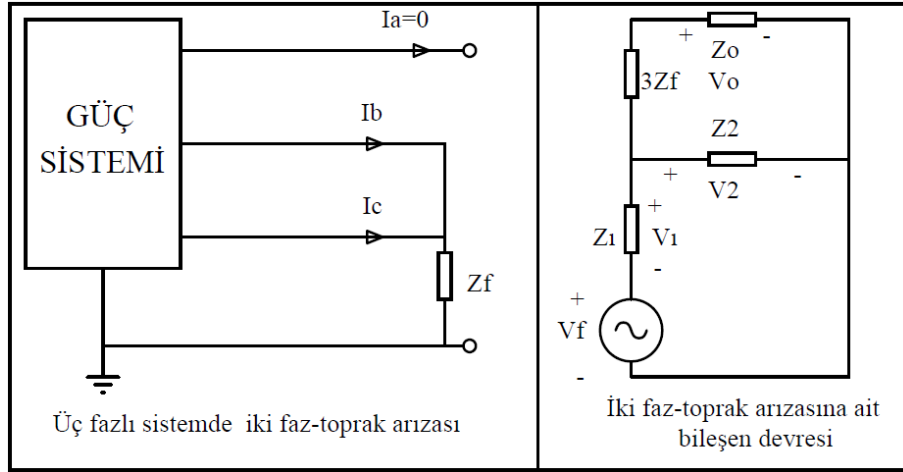 Ia=0
GÜÇ
SİSTEMİ
Ib
Ic
Zf
Üç fazlı sistemde iki faz-toprak arızası
+ Zo -
3Zf Vo
Z2
+ V2 -
+
Z1 V1
-
+
Vf
-
İki faz-toprak arızasına ait
bileşen devresi